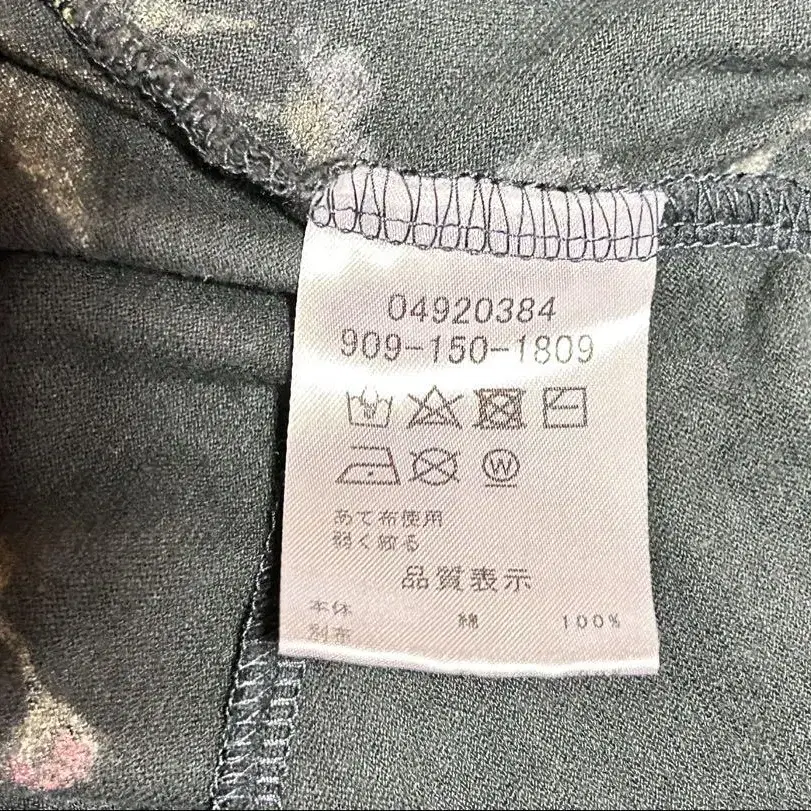 04920384
909-150-1809
W
あて布使用
弱く絞る
品質表示
本体 綿 100%
別布